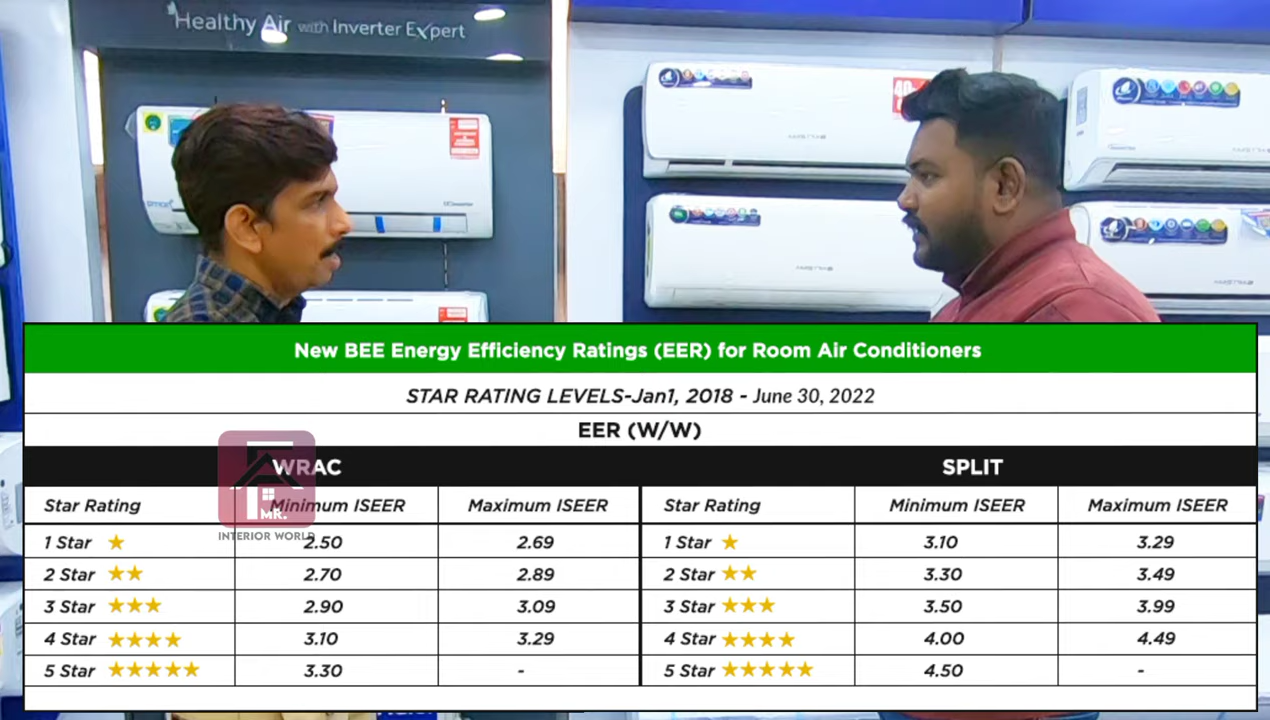 Healthy Air with Inverter Expert
New BEE Energy Efficiency Ratings (EER) for Room Air Conditioners
STAR RATING LEVELS-Jan1, 2018 - June 30, 2022
EER (W/W)
WRAC SPLIT
Star Rating Minimum ISEER Maximum ISEER Star Rating Minimum ISEER Maximum ISEER
1 Star 2.50 2.69 1 Star 3.10 3.29
2 Star 2.70 2.89 2 Star 3.30 3.49
3 Star 2.90 3.09 3 Star 3.50 3.99
4 Star 3.10 3.29 4 Star 4.00 4.49
5 Star 3.30 - 5 Star 4.50 -
MR.
INTERIOR WORLD